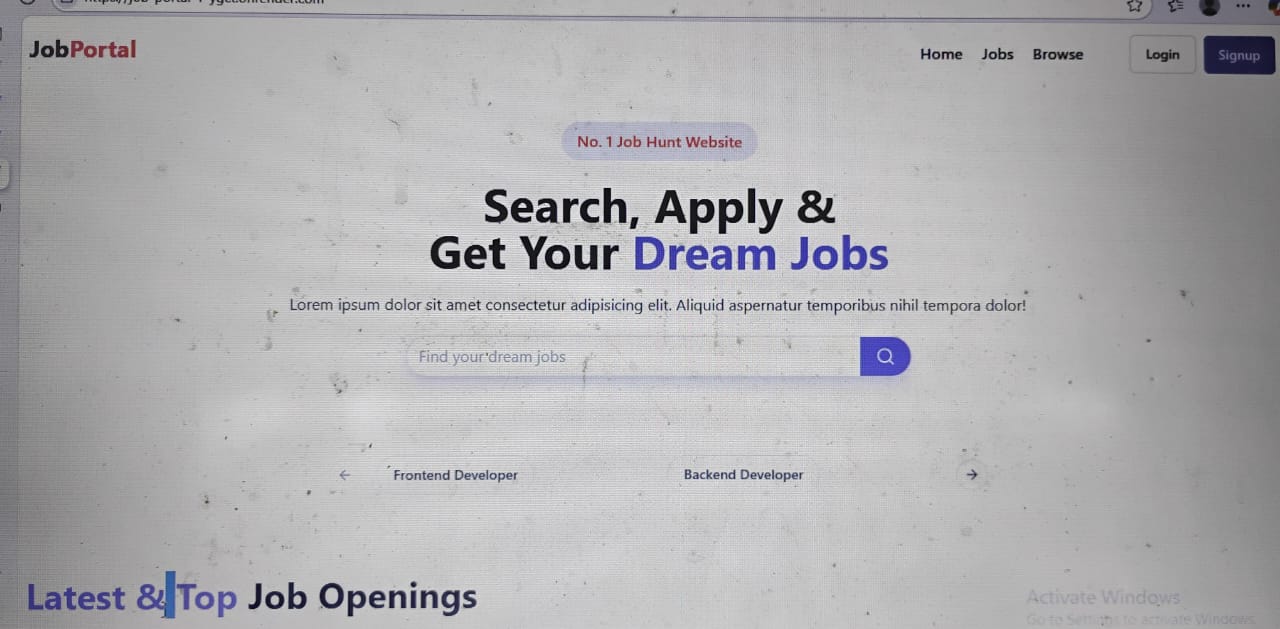 JobPortal
Home Jobs Browse Login Signup
No. 1 Job Hunt Website
Search, Apply &
Get Your Dream Jobs
Lorem ipsum dolor sit amet consectetur adipisicing elit. Aliquid aspernatur temporibus nihil tempora dolor!
Find your dream jobs
← Frontend Developer Backend Developer →
Latest & Top Job Openings
Activate Windows
Go to Settings to activate Windows.